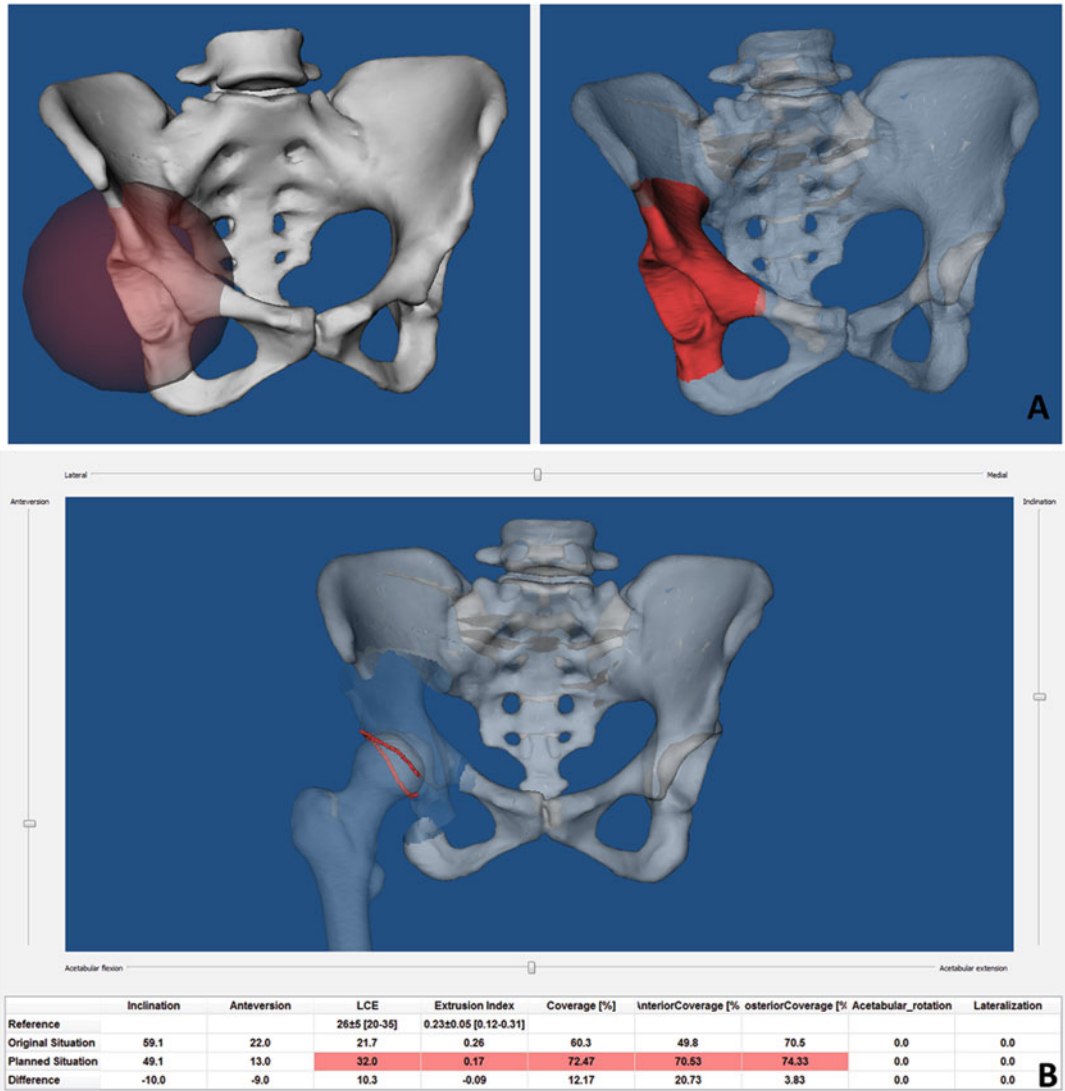 A
Lateral Medial
Anteversion Inclination
Acetabular flexion Acetabular extension
Inclination Anteversion LCE Extrusion Index Coverage [%] \nteriorCoverage [% osteriorCoverage [% Acetabular_rotation Lateralization
Reference 26±5 [20-35] 0.23±0.05 [0.12-0.31]
Original Situation 59.1 22.0 21.7 0.26 60.3 49.8 70.5 0.0 0.0
Planned Situation 49.1 13.0 32.0 0.17 72.47 70.53 74.33 0.0 0.0
Difference -10.0 -9.0 10.3 -0.09 12.17 20.73 3.83 0.0 0.0
B